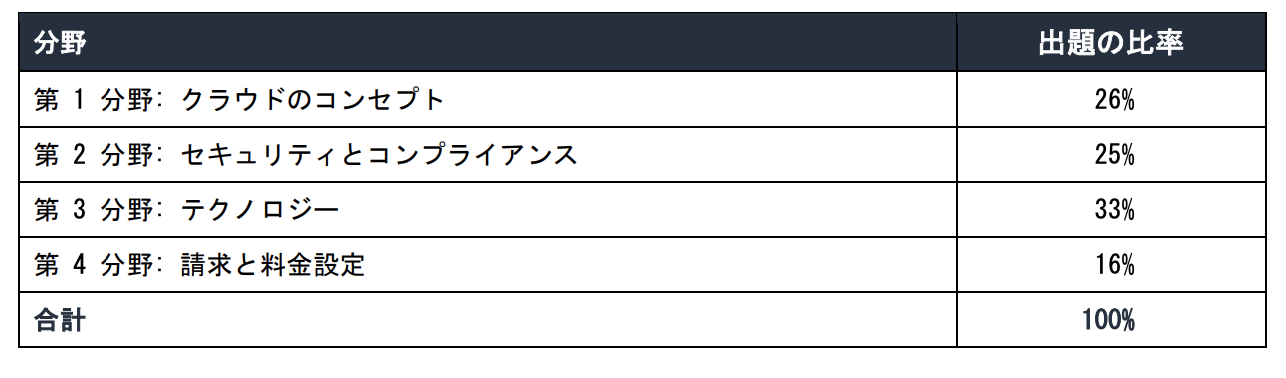 分野 出題の比率
第 1 分野: クラウドのコンセプト 26%
第 2 分野: セキュリティとコンプライアンス 25%
第 3 分野: テクノロジー 33%
第 4 分野: 請求と料金設定 16%
合計 100%